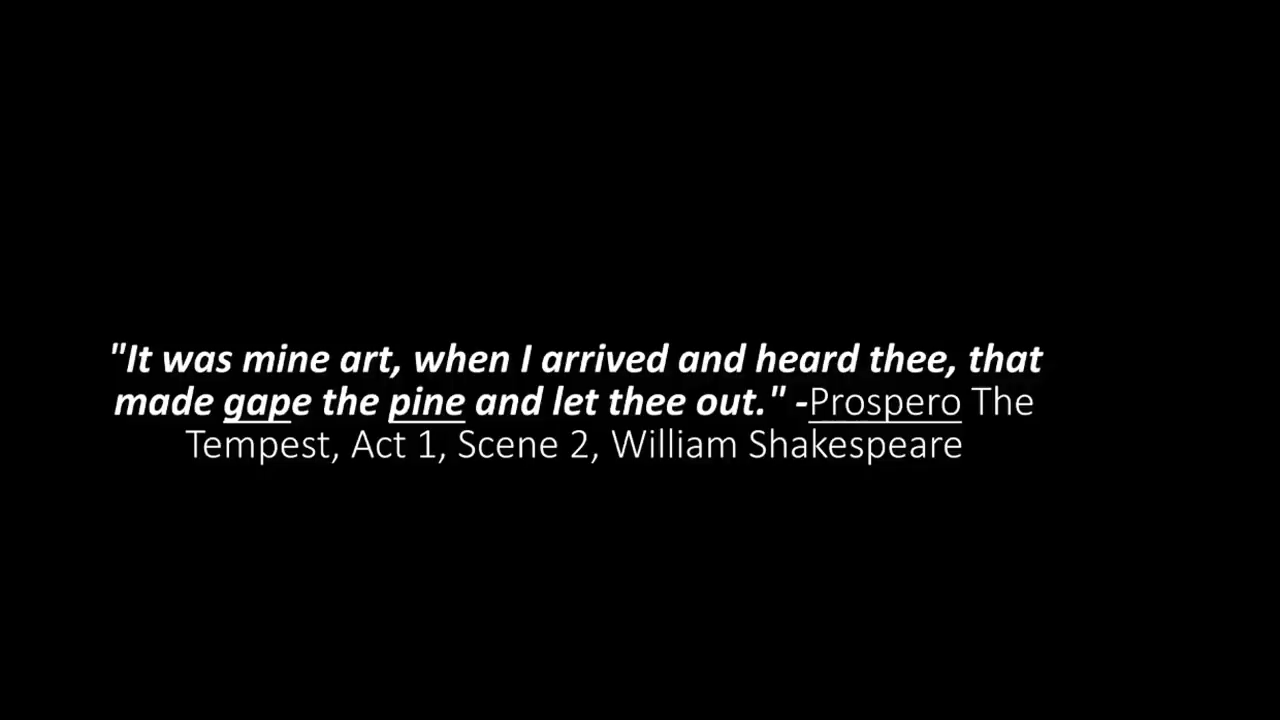 "It was mine art, when I arrived and heard thee, that
made gape the pine and let thee out." -Prospero The
Tempest, Act 1, Scene 2, William Shakespeare